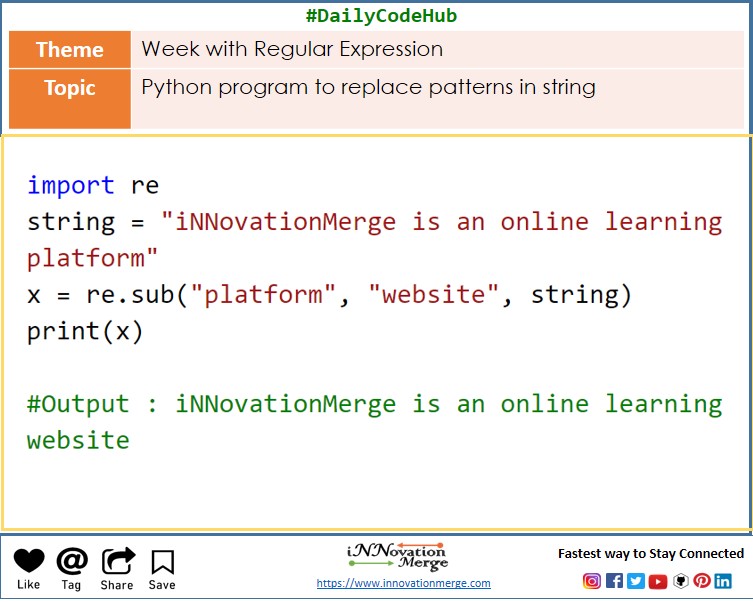 #DailyCodeHub
Theme
Week with Regular Expression
Topic
Python program to replace patterns in string
import re
string = "iNNovationMerge is an online learning
platform"
x = re.sub("platform", "website", string)
print(x)
#Output : iNNovationMerge is an online learning
website
Like
Tag
Share
Save
iNNovation
Merge
https://www.innovationmerge.com
Fastest way to Stay Connected